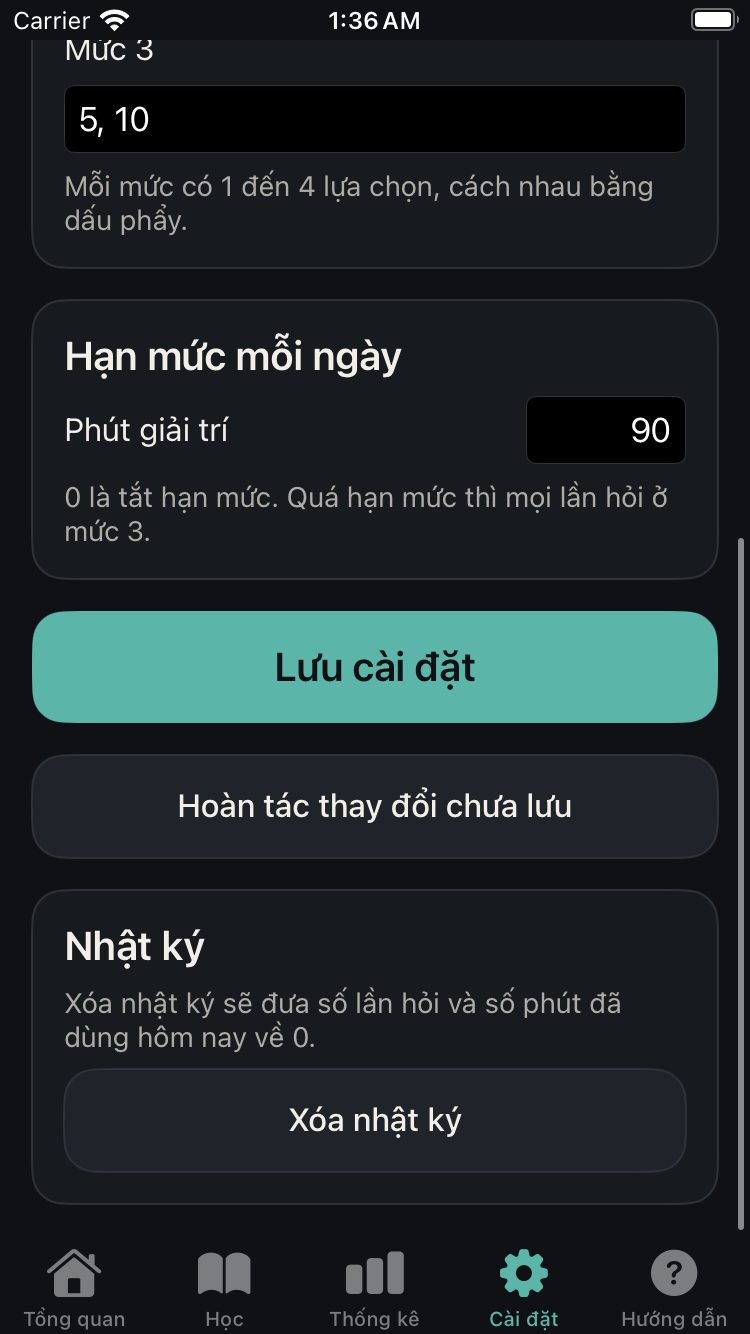 Carrier 1:36 AM
Mức 3
5, 10
Mỗi mức có 1 đến 4 lựa chọn, cách nhau bằng
dấu phẩy.
Hạn mức mỗi ngày
Phút giải trí 90
0 là tắt hạn mức. Quá hạn mức thì mọi lần hỏi ở
mức 3.
Lưu cài đặt
Hoàn tác thay đổi chưa lưu
Nhật ký
Xóa nhật ký sẽ đưa số lần hỏi và số phút đã
dùng hôm nay về 0.
Xóa nhật ký
Tổng quan Học Thống kê Cài đặt Hướng dẫn